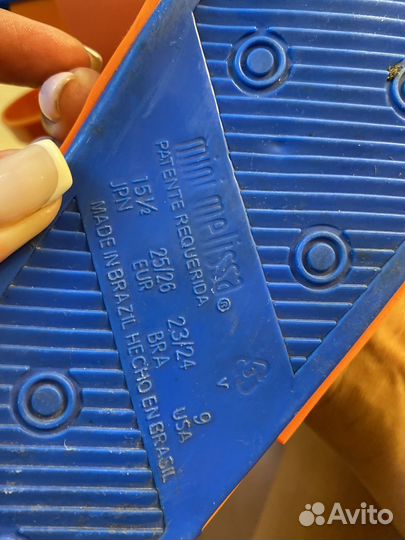 mini melissa ®
PATENTE REQUERIDA
15½ 25/26 23/24 9
JPN EUR BRA USA
MADE IN BRAZIL HECHO EN BRASIL
V
Avito